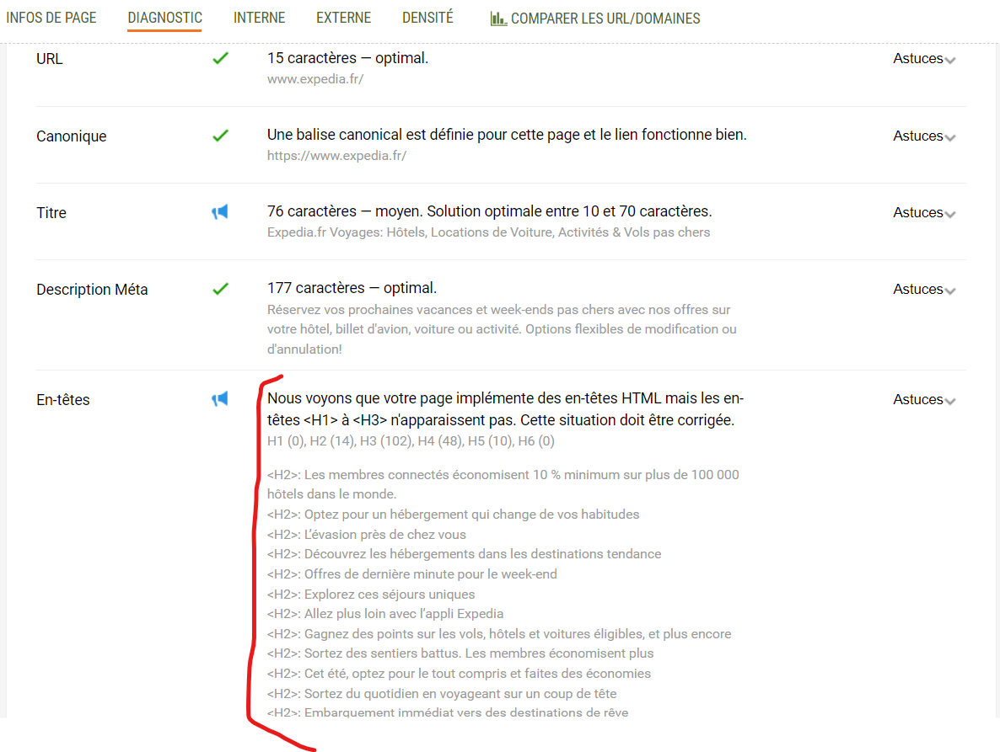 INFOS DE PAGE DIAGNOSTIC INTERNE EXTERNE DENSITÉ COMPARER LES URL/DOMAINES
URL 15 caractères — optimal. Astuces
www.expedia.fr/
Canonique Une balise canonical est définie pour cette page et le lien fonctionne bien. Astuces
https://www.expedia.fr/
Titre 76 caractères — moyen. Solution optimale entre 10 et 70 caractères. Astuces
Expedia.fr Voyages: Hôtels, Locations de Voiture, Activités & Vols pas chers
Description Méta 177 caractères — optimal. Astuces
Réservez vos prochaines vacances et week-ends pas chers avec nos offres sur
votre hôtel, billet d'avion, voiture ou activité. Options flexibles de modification ou
d'annulation!
En-têtes Nous voyons que votre page implémente des en-têtes HTML mais les en- Astuces
têtes <H1> à <H3> n'apparaissent pas. Cette situation doit être corrigée.
H1 (0), H2 (14), H3 (102), H4 (48), H5 (10), H6 (0)
<H2>: Les membres connectés économisent 10 % minimum sur plus de 100 000
hôtels dans le monde.
<H2>: Optez pour un hébergement qui change de vos habitudes
<H2>: L’évasion près de chez vous
<H2>: Découvrez les hébergements dans les destinations tendance
<H2>: Offres de dernière minute pour le week-end
<H2>: Explorez ces séjours uniques
<H2>: Allez plus loin avec l’appli Expedia
<H2>: Gagnez des points sur les vols, hôtels et voitures éligibles, et plus encore
<H2>: Sortez des sentiers battus. Les membres économisent plus
<H2>: Cet été, optez pour le tout compris et faites des économies
<H2>: Sortez du quotidien en voyageant sur un coup de tête
<H2>: Embarquement immédiat vers des destinations de rêve